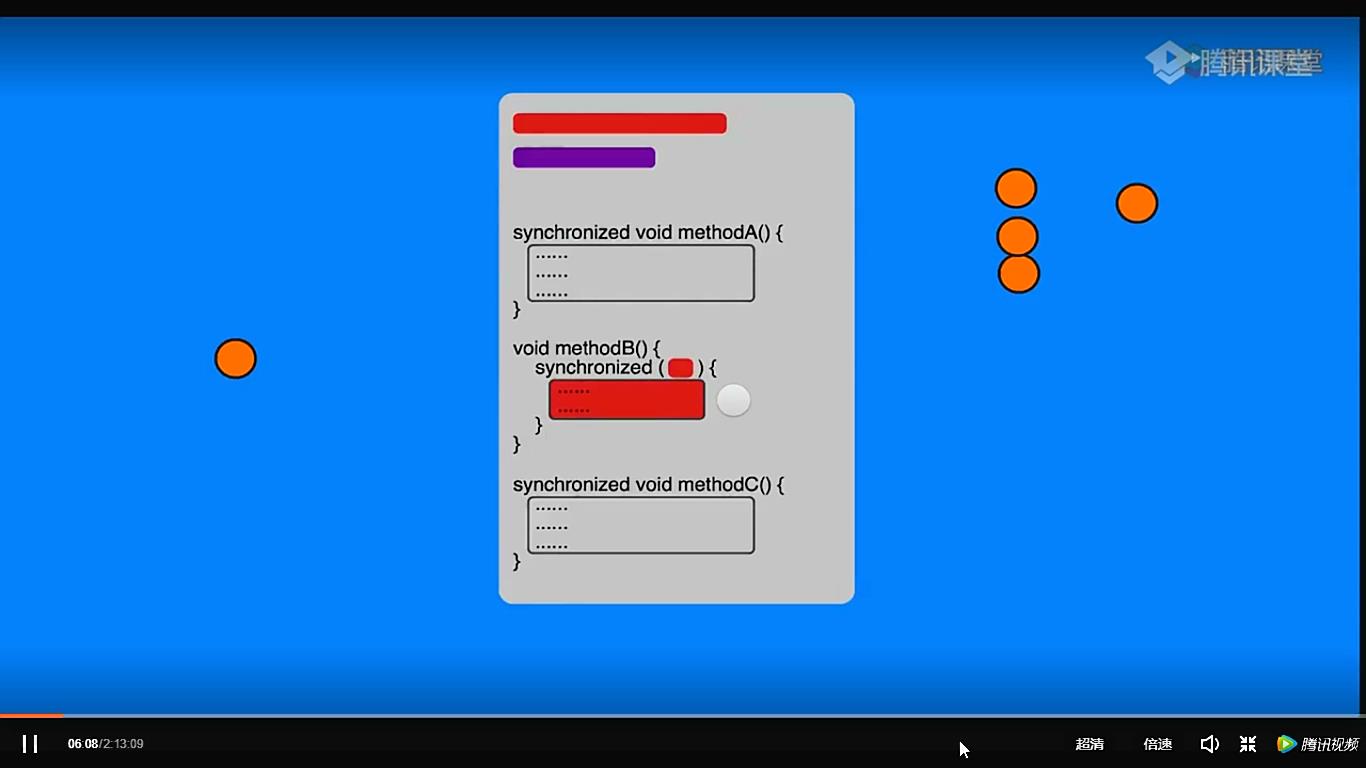 腾讯课堂
synchronized void methodA() {
......
......
......
}
void methodB() {
synchronized ( ) {
......
......
}
}
synchronized void methodC() {
......
......
......
}
06:08/2:13:09
超清
倍速
腾讯视频